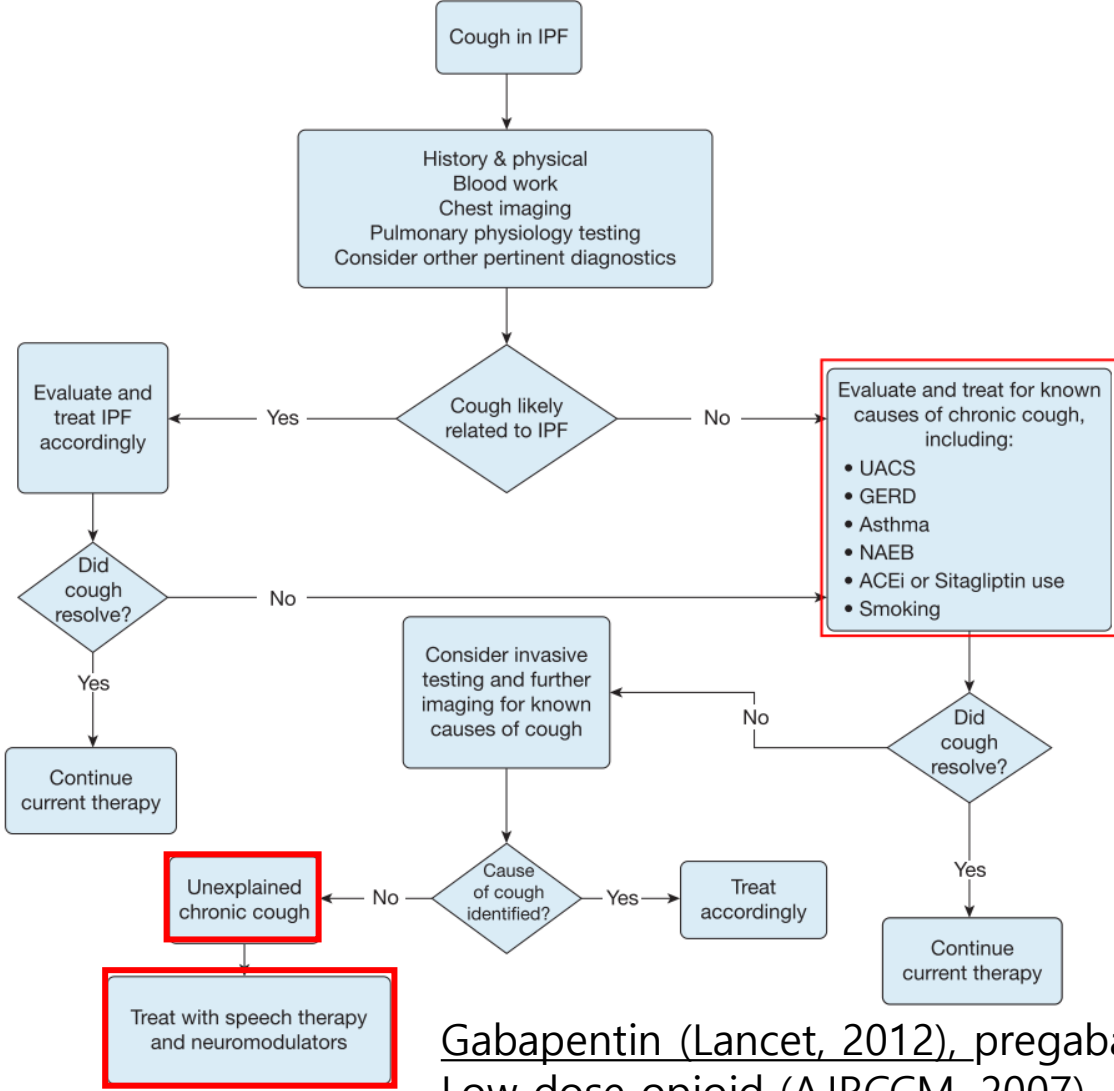 Cough in IPF
History & physical
Blood work
Chest imaging
Pulmonary physiology testing
Consider orther pertinent diagnostics
Evaluate and
treat IPF
accordingly
Yes
Cough likely
related to IPF
No
Evaluate and treat for known
causes of chronic cough,
including:
• UACS
• GERD
• Asthma
• NAEB
• ACEi or Sitagliptin use
• Smoking
Did
cough
resolve?
No
Yes
Continue
current therapy
Consider invasive
testing and further
imaging for known
causes of cough
No
Did
cough
resolve?
Yes
Continue
current therapy
Cause
of cough
identified?
Yes
Treat
accordingly
No
Unexplained
chronic cough
Treat with speech therapy
and neuromodulators
Gabapentin (Lancet, 2012),
Low dose opioid (AJRCCM, 2007)